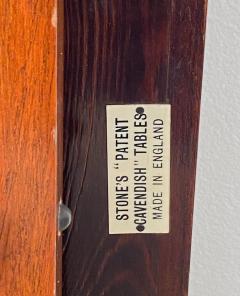 STONE'S "PATENT
CAVENDISH" TABLES
MADE IN ENGLAND